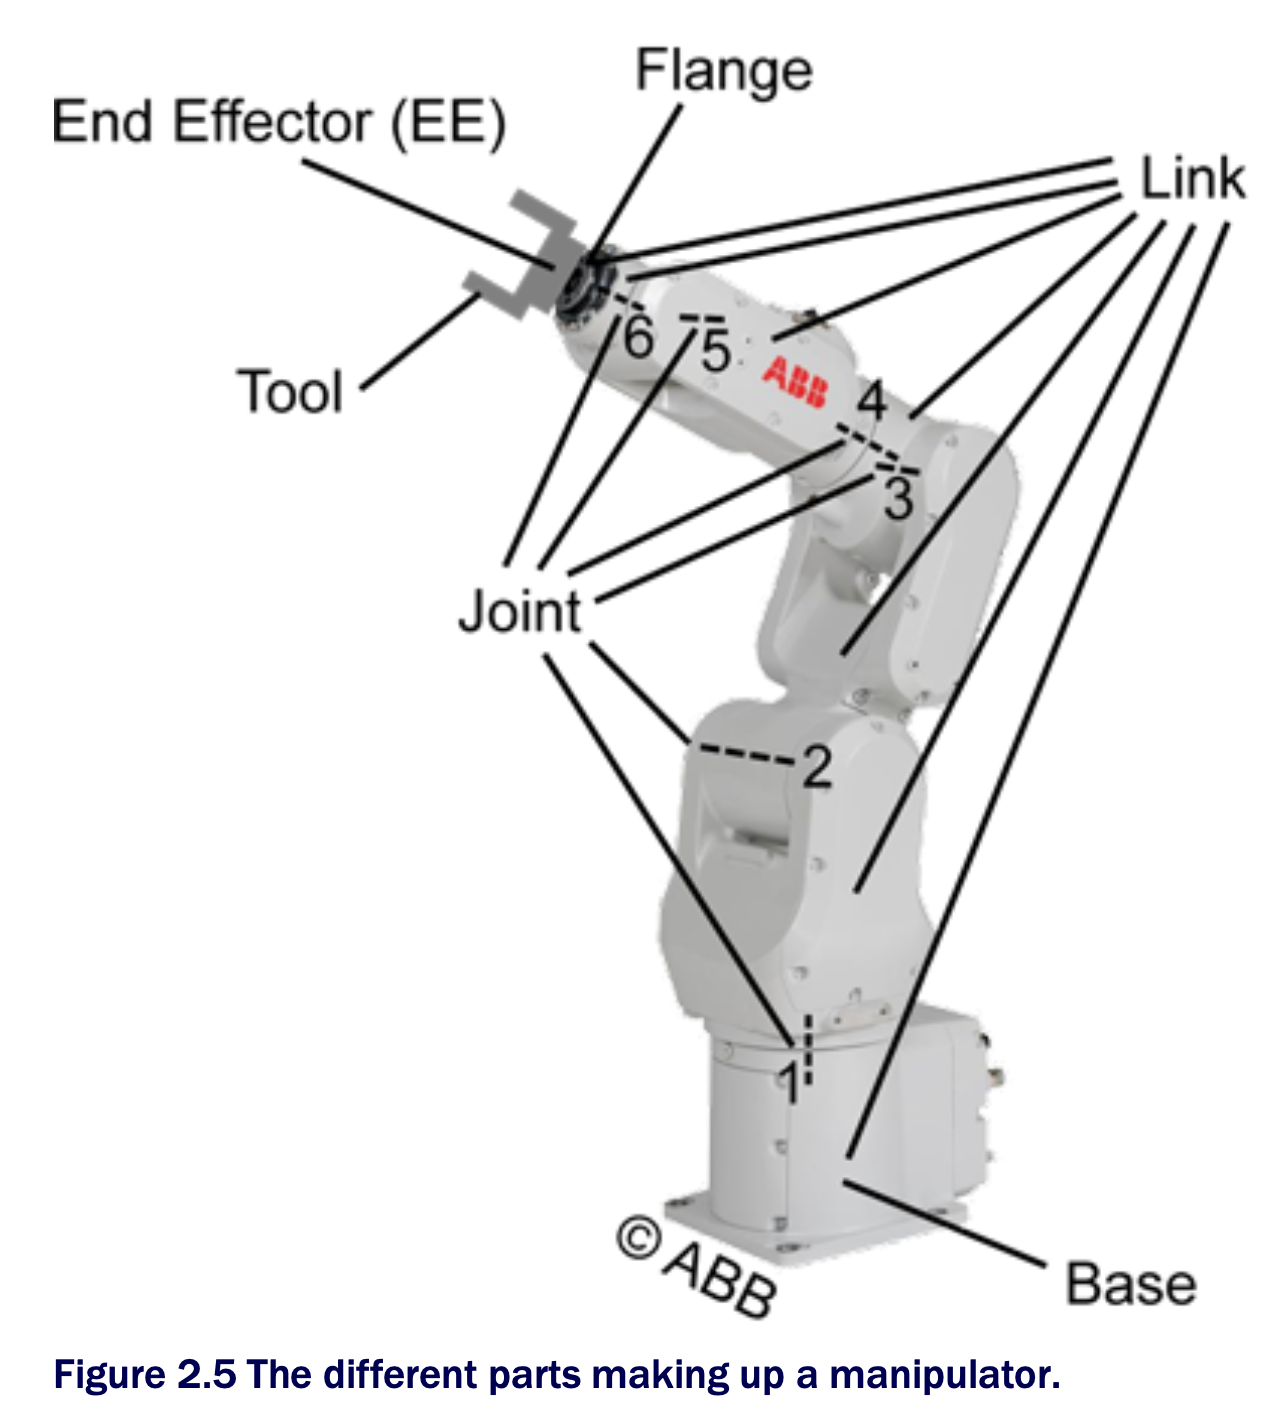 Flange
End Effector (EE)
Link
6
5
ABB
Tool
4
3
Joint
2
1
© ABB
Base
Figure 2.5 The different parts making up a manipulator.